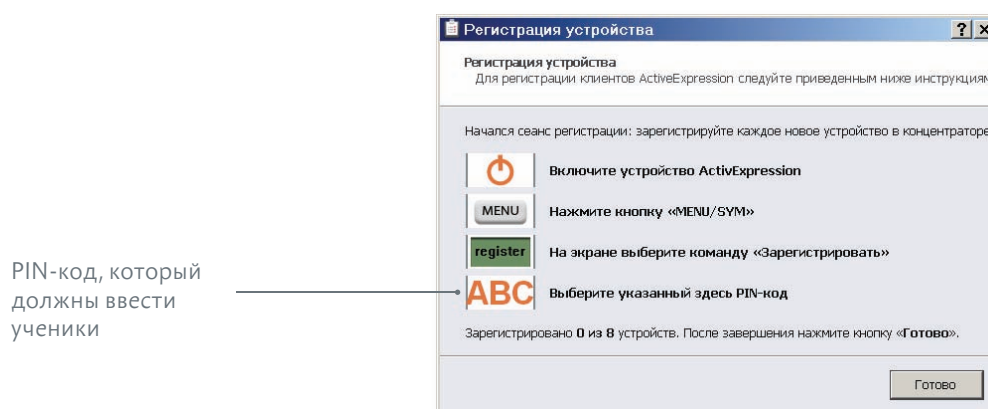 Регистрация устройства
Регистрация устройства
Для регистрации клиентов ActiveExpression следуйте приведенным ниже инструкциям
Начался сеанс регистрации: зарегистрируйте каждое новое устройство в концентраторе
Включите устройство ActivExpression
MENU
Нажмите кнопку «MENU/SYM»
register
На экране выберите команду «Зарегистрировать»
PIN-код, который
должны ввести
ученики
ABC
Выберите указанный здесь PIN-код
Зарегистрировано 0 из 8 устройств. После завершения нажмите кнопку «Готово».
Готово